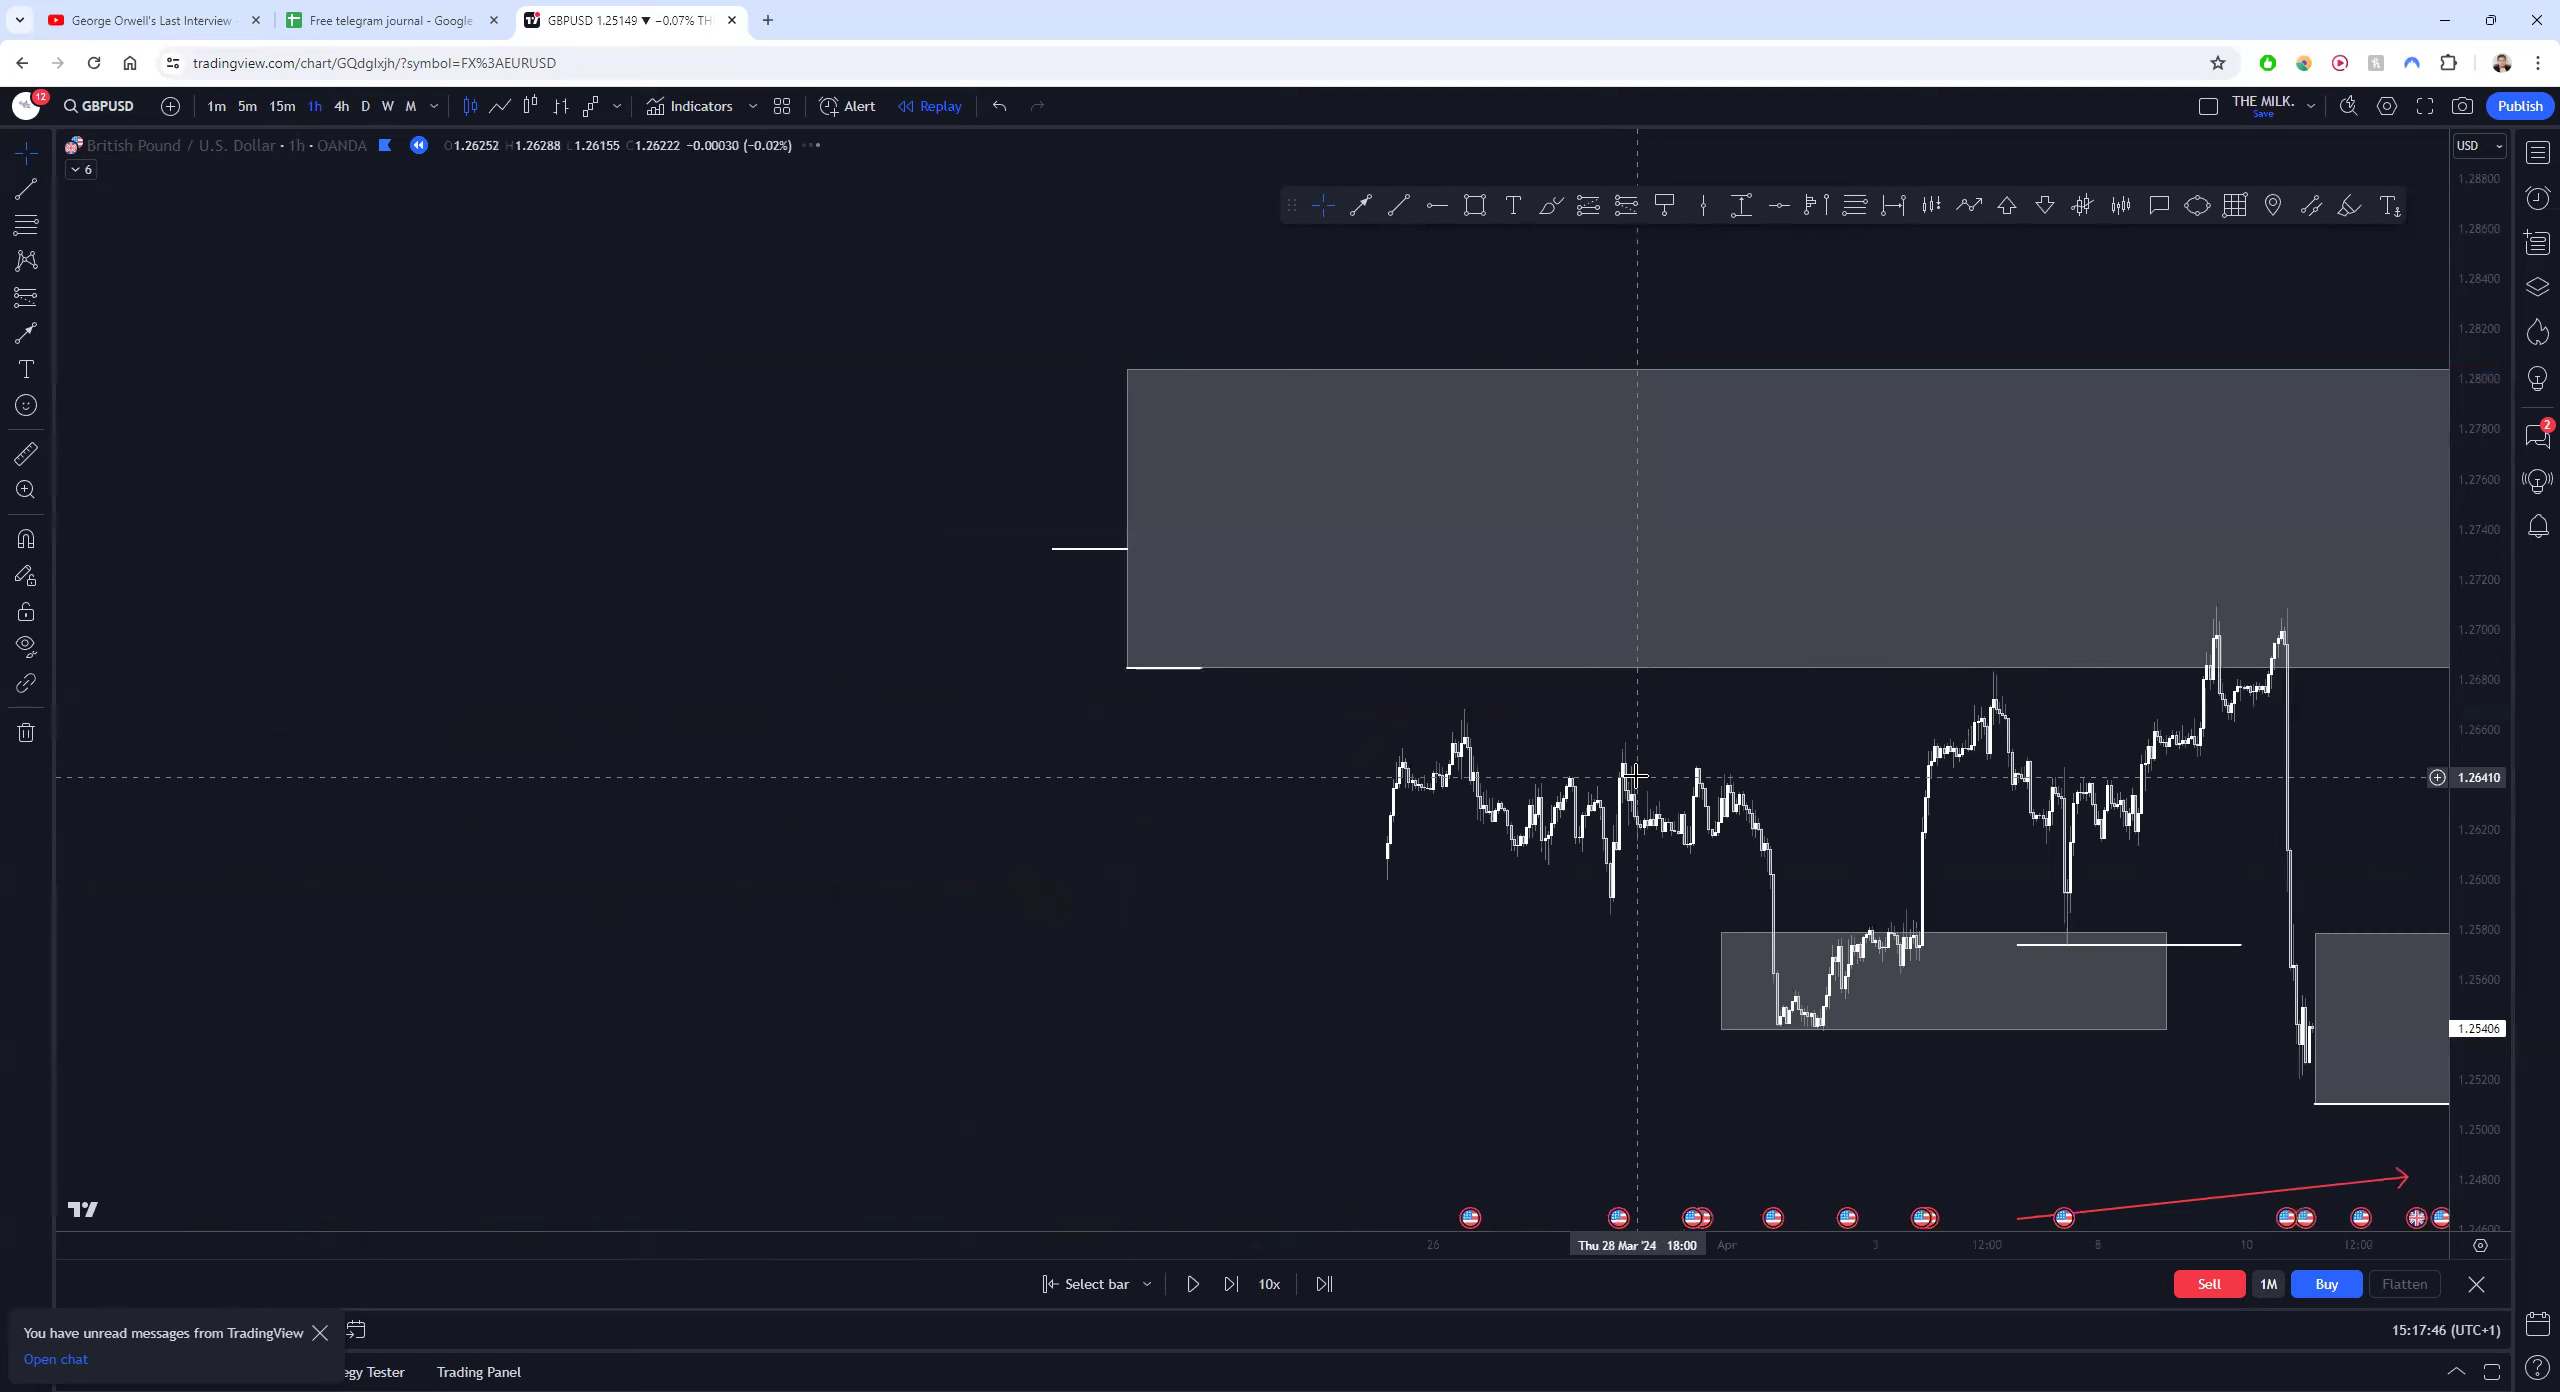 George Orwell's Last Interview
Free telegram journal - Google
GBPUSD 1.25149 ▼ −0.07% TH
tradingview.com/chart/GQdglxjh/?symbol=FX%3AEURUSD
12
GBPUSD
1m 5m 15m 1h 4h D W M
Indicators
Alert
Replay
THE MILK.
Save
Publish
British Pound / U.S. Dollar · 1h · OANDA
O1.26252 H1.26288 L1.26155 C1.26222 −0.00030 (−0.02%)
USD
6
1.28800
1.28600
1.28400
1.28200
1.28000
1.27800
2
1.27600
1.27400
1.27200
1.27000
1.26800
1.26600
1.26410
1.26200
1.26000
1.25800
1.25600
1.25406
1.25200
1.25000
1.24800
1.24600
26
Thu 28 Mar '24 18:00
Apr
3
12:00
8
10
12:00
Select bar
10x
Sell
1M
Buy
Flatten
You have unread messages from TradingView
Open chat
15:17:46 (UTC+1)
egy Tester
Trading Panel